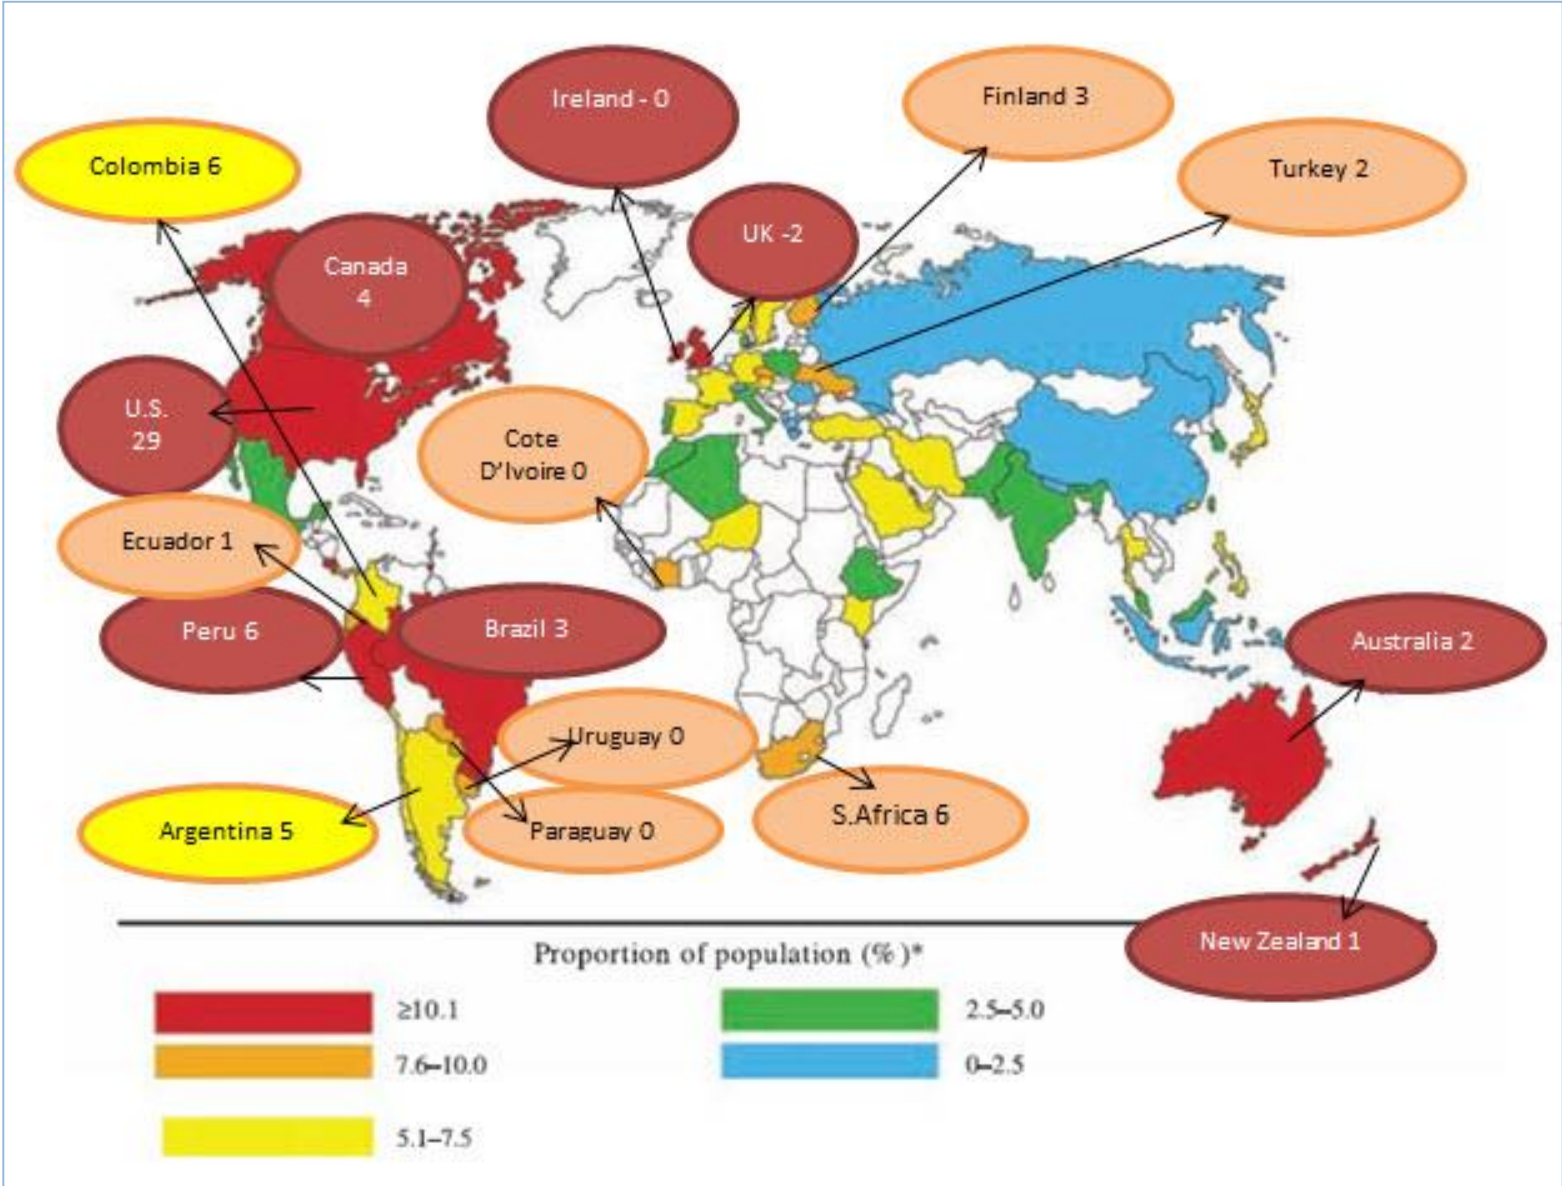 Ireland - 0
Finland 3
Colombia 6
Turkey 2
UK -2
Canada
4
U.S.
29
Cote
D'Ivoire 0
Ecuador 1
Peru 6
Brazil 3
Australia 2
Uruguay 0
Argentina 5
Paraguay 0
S.Africa 6
New Zealand 1
Proportion of population (%)*
≥10.1
2.5–5.0
7.6–10.0
0–2.5
5.1–7.5